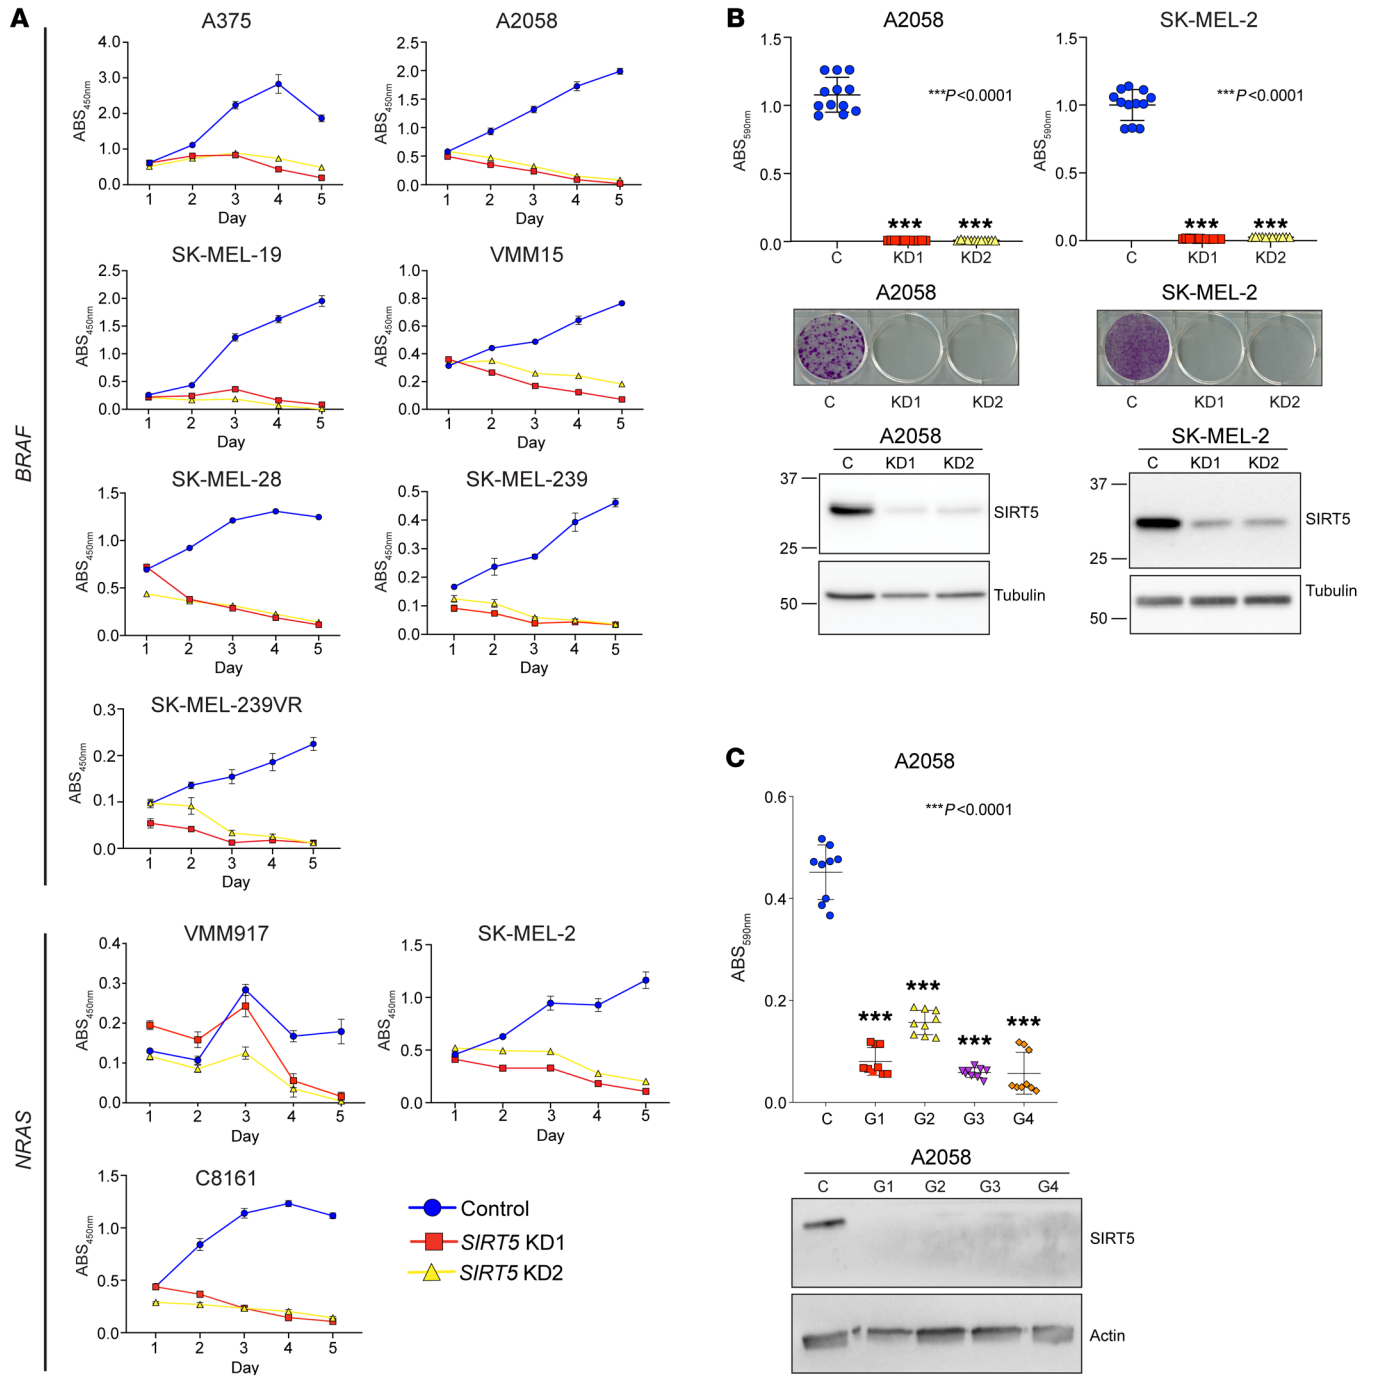 A
BRAF
A375
ABS450nm
4.0
3.0
2.0
1.0
0.0
1 2 3 4 5
Day
A2058
ABS450nm
2.5
2.0
1.5
1.0
0.5
0.0
1 2 3 4 5
Day
SK-MEL-19
ABS450nm
2.5
2.0
1.5
1.0
0.5
0.0
1 2 3 4 5
Day
VMM15
ABS450nm
1.0
0.8
0.6
0.4
0.2
0.0
1 2 3 4 5
Day
SK-MEL-28
ABS450nm
1.5
1.0
0.5
0.0
1 2 3 4 5
Day
SK-MEL-239
ABS450nm
0.5
0.4
0.3
0.2
0.1
0.0
1 2 3 4 5
Day
SK-MEL-239VR
ABS450nm
0.3
0.2
0.1
0.0
1 2 3 4 5
Day
NRAS
VMM917
ABS450nm
0.4
0.3
0.2
0.1
0.0
1 2 3 4 5
Day
SK-MEL-2
ABS450nm
1.5
1.0
0.5
0.0
1 2 3 4 5
Day
C8161
ABS450nm
1.5
1.0
0.5
0.0
1 2 3 4 5
Day
Control
SIRT5 KD1
SIRT5 KD2
B
A2058
ABS590nm
1.5
1.0
0.5
0.0
***P<0.0001
*** ***
C KD1 KD2
SK-MEL-2
ABS590nm
1.5
1.0
0.5
0.0
***P<0.0001
*** ***
C KD1 KD2
A2058
C KD1 KD2
SK-MEL-2
C KD1 KD2
A2058
C KD1 KD2
37
25
SIRT5
50
Tubulin
SK-MEL-2
C KD1 KD2
37
25
SIRT5
50
Tubulin
C
A2058
ABS590nm
0.6
0.4
0.2
0.0
***P<0.0001
*** *** *** ***
C G1 G2 G3 G4
A2058
C G1 G2 G3 G4
SIRT5
Actin